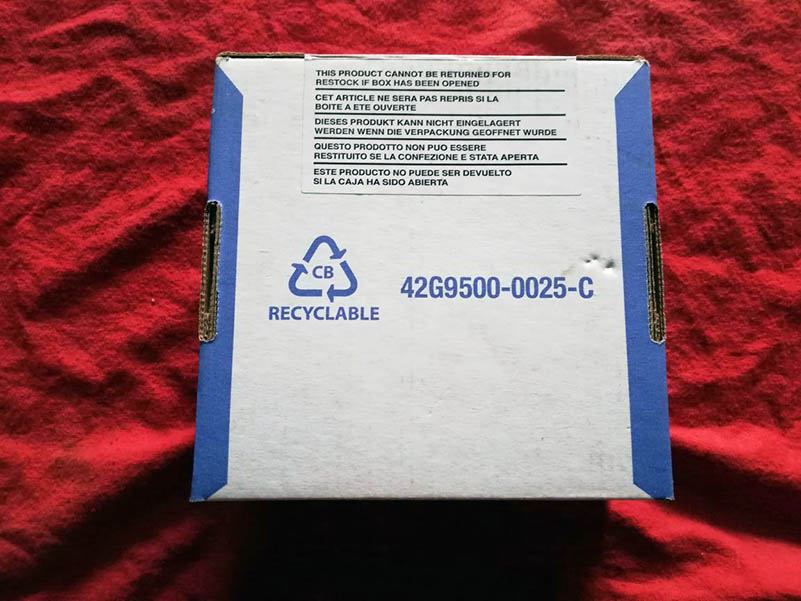 THIS PRODUCT CANNOT BE RETURNED FOR
RESTOCK IF BOX HAS BEEN OPENED
CET ARTICLE NE SERA PAS REPRIS SI LA
BOITE A ETE OUVERTE
DIESES PRODUKT KANN NICHT EINGELAGERT
WERDEN WENN DIE VERPACKUNG GEOFFNET WURDE
QUESTO PRODOTTO NON PUO ESSERE
RESTITUITO SE LA CONFEZIONE E STATA APERTA
ESTE PRODUCTO NO PUEDE SER DEVUELTO
SI LA CAJA HA SIDO ABIERTA
CB
RECYCLABLE
42G9500-0025-C